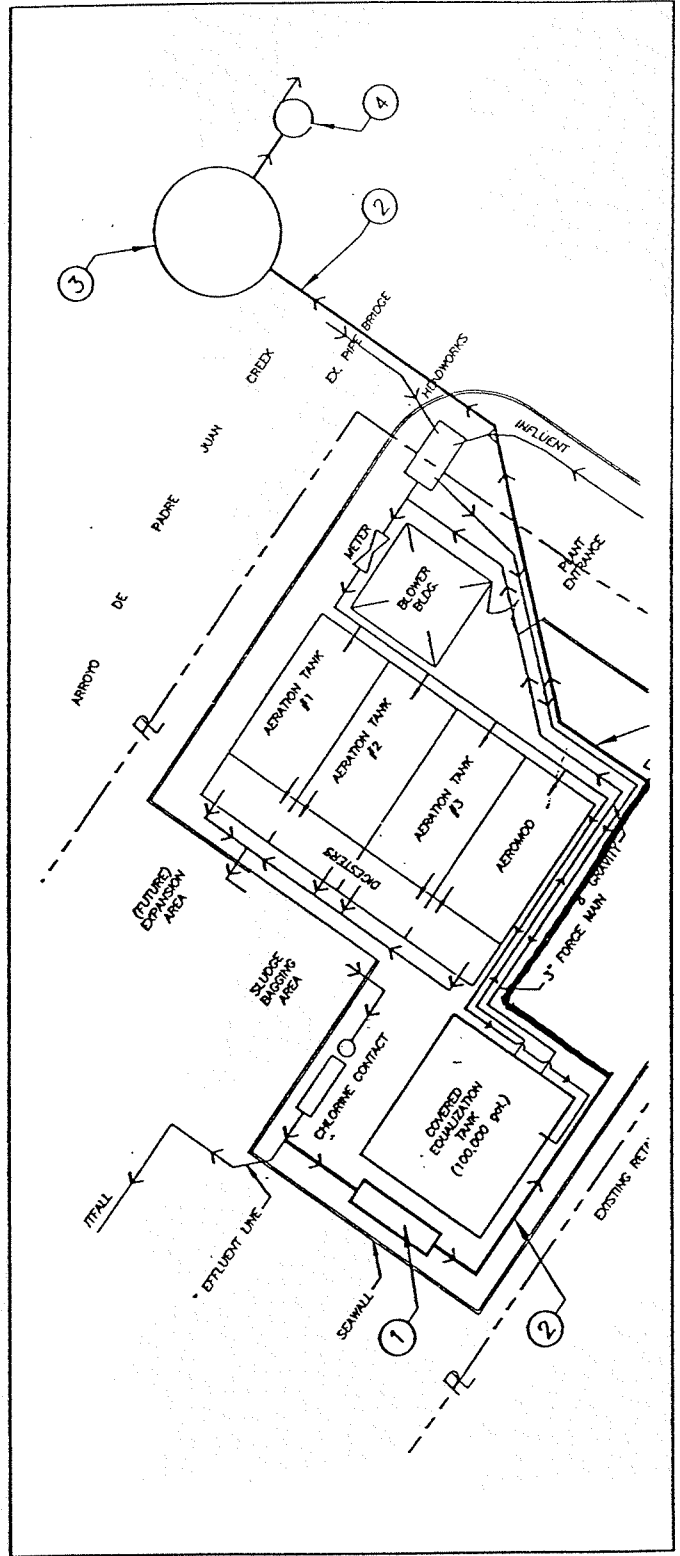 3
4
2
ARROYO DE PADRE JUAN CREEK
EX. PIPE BRIDGE
HEADWORKS
INFLUENT
PLANT
ENTRANCE
METER
BLOWER
BLDG.
PL
AERATION TANK
#1
AERATION TANK
#2
AERATION TANK
#3
AEROMOD
DIGESTERS
(FUTURE)
EXPANSION
AREA
SLUDGE
BAGGING
AREA
GRAVITY
3" FORCE MAIN
CHLORINE CONTACT
COVERED
EQUALIZATION
TANK
(100,000 gal.)
TFALL
EFFLUENT LINE
SEAWALL
1
2
PL
EXISTING RETA